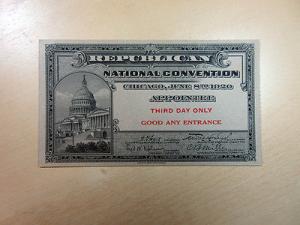 REPUBLICAN
NATIONAL CONVENTION
CHICAGO, JUNE 8TH, 1920
APPOINTEE
THIRD DAY ONLY
GOOD ANY ENTRANCE